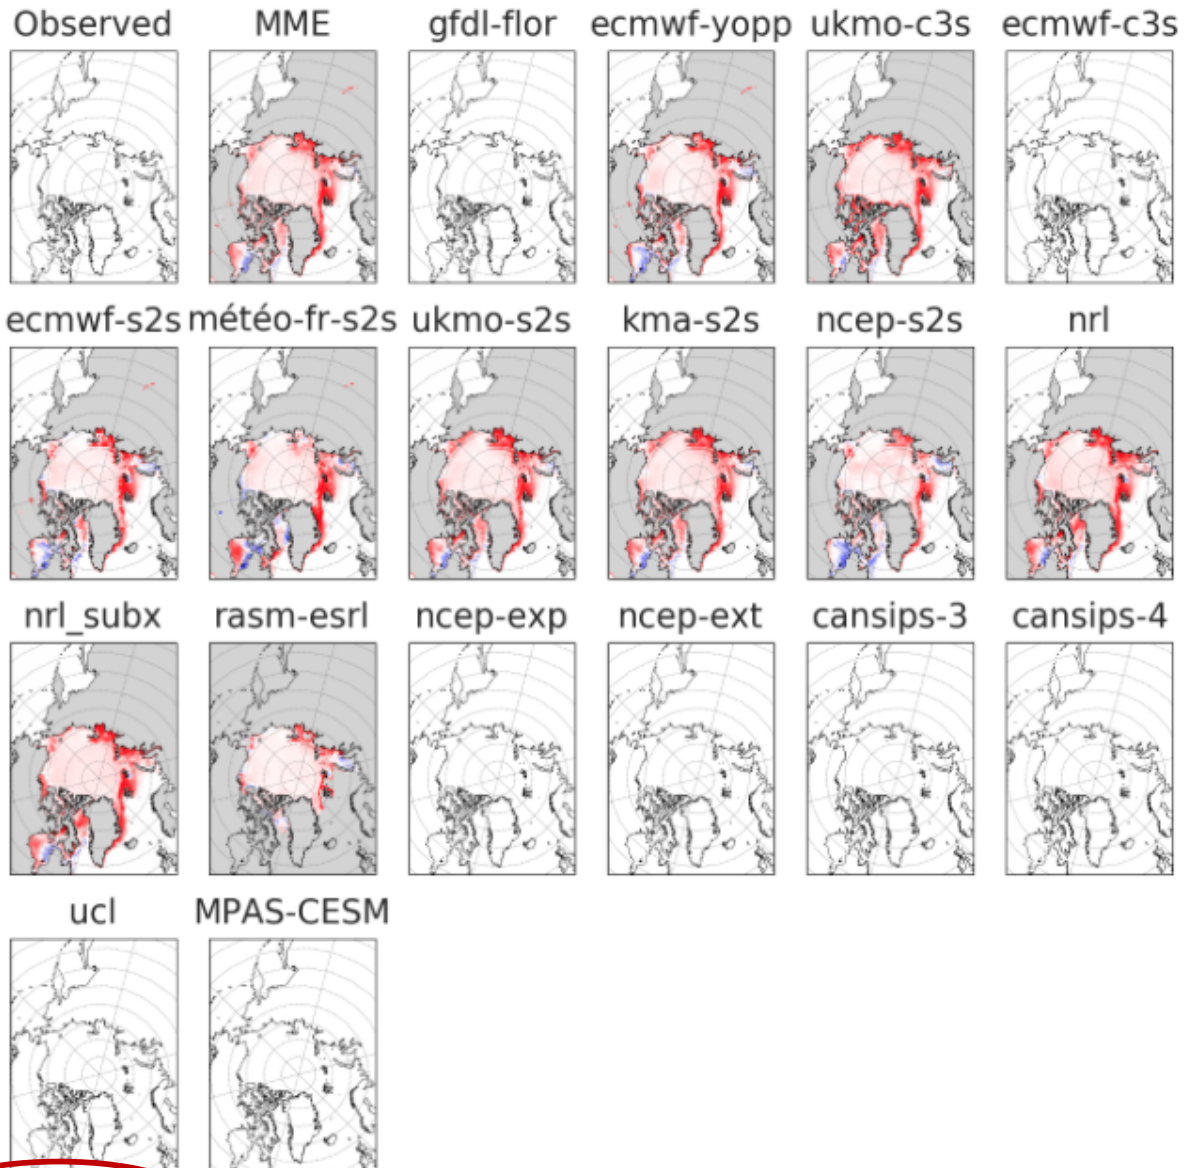 Observed MME gfdl-flor ecmwf-yopp ukmo-c3s ecmwf-c3s
ecmwf-s2s météo-fr-s2s ukmo-s2s kma-s2s ncep-s2s nrl
nrl_subx rasm-esrl ncep-exp ncep-ext cansips-3 cansips-4
ucl MPAS-CESM